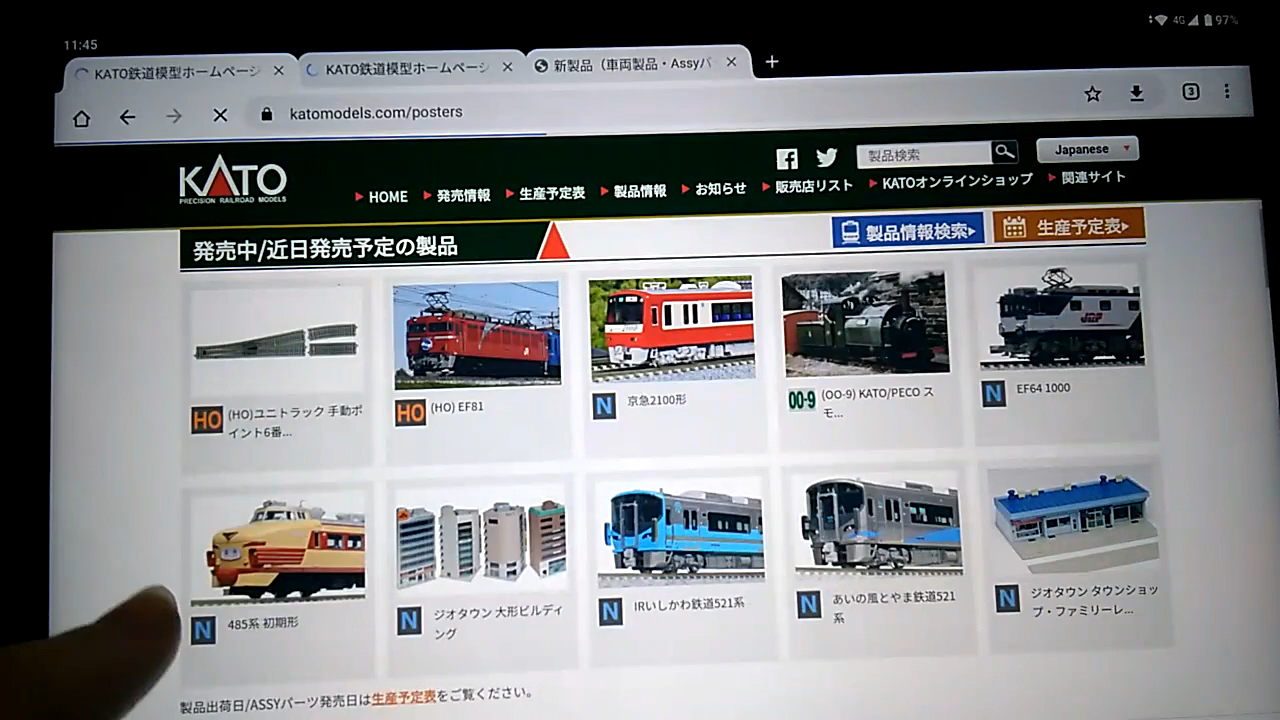 11:45
4G 97%
KATO鉄道模型ホームページ
KATO鉄道模型ホームページ
新製品（車両製品・Assyパ
katomodels.com/posters
3
KATO
PRECISION RAILROAD MODELS
製品検索
Japanese
HOME
発売情報
生産予定表
製品情報
お知らせ
販売店リスト
KATOオンラインショップ
関連サイト
発売中/近日発売予定の製品
製品情報検索
生産予定表
HO
(HO)ユニトラック 手動ポ
イント6番...
HO
(HO) EF81
N
京急2100形
OO-9
(OO-9) KATO/PECO ス
モ...
N
EF64 1000
N
485系 初期形
N
ジオタウン 大形ビルディ
ング
N
IRいしかわ鉄道521系
N
あいの風とやま鉄道521
系
N
ジオタウン タウンショッ
プ・ファミリーレ...
製品出荷日/ASSYパーツ発売日は生産予定表をご覧ください。